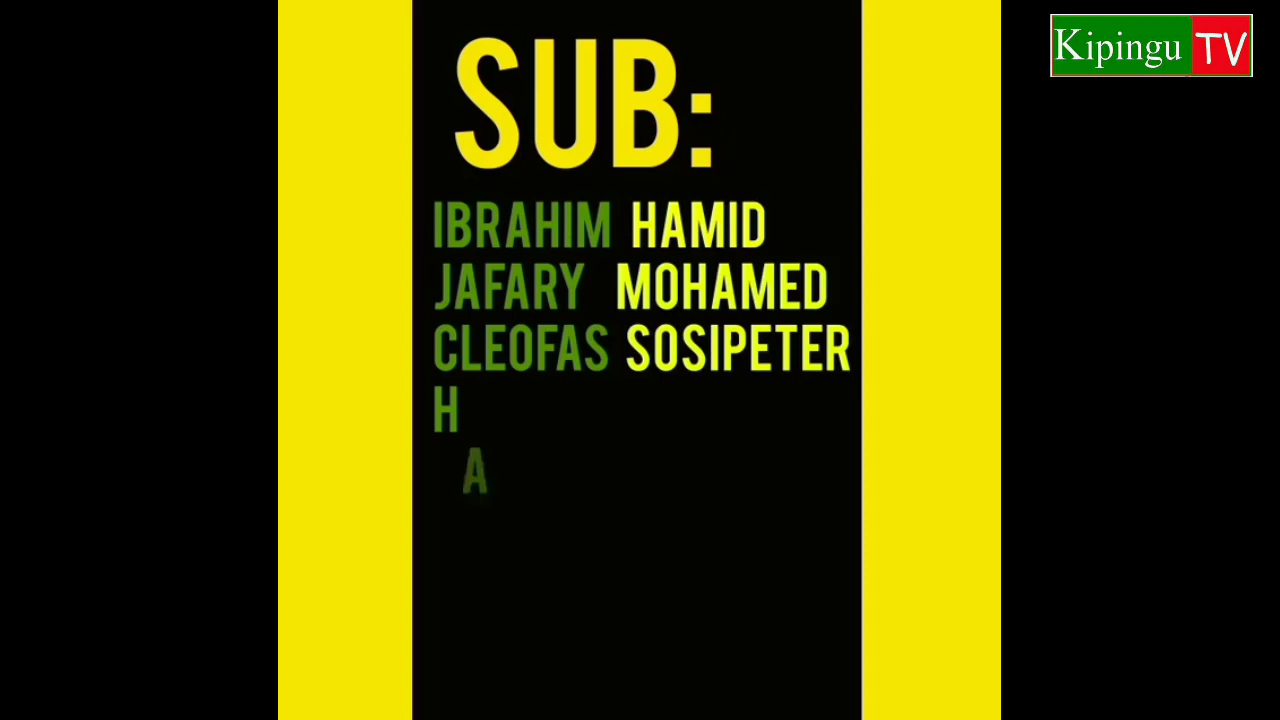 Kipingu TV
SUB:
IBRAHIM HAMID
JAFARY MOHAMED
CLEOFAS SOSIPETER
H
A